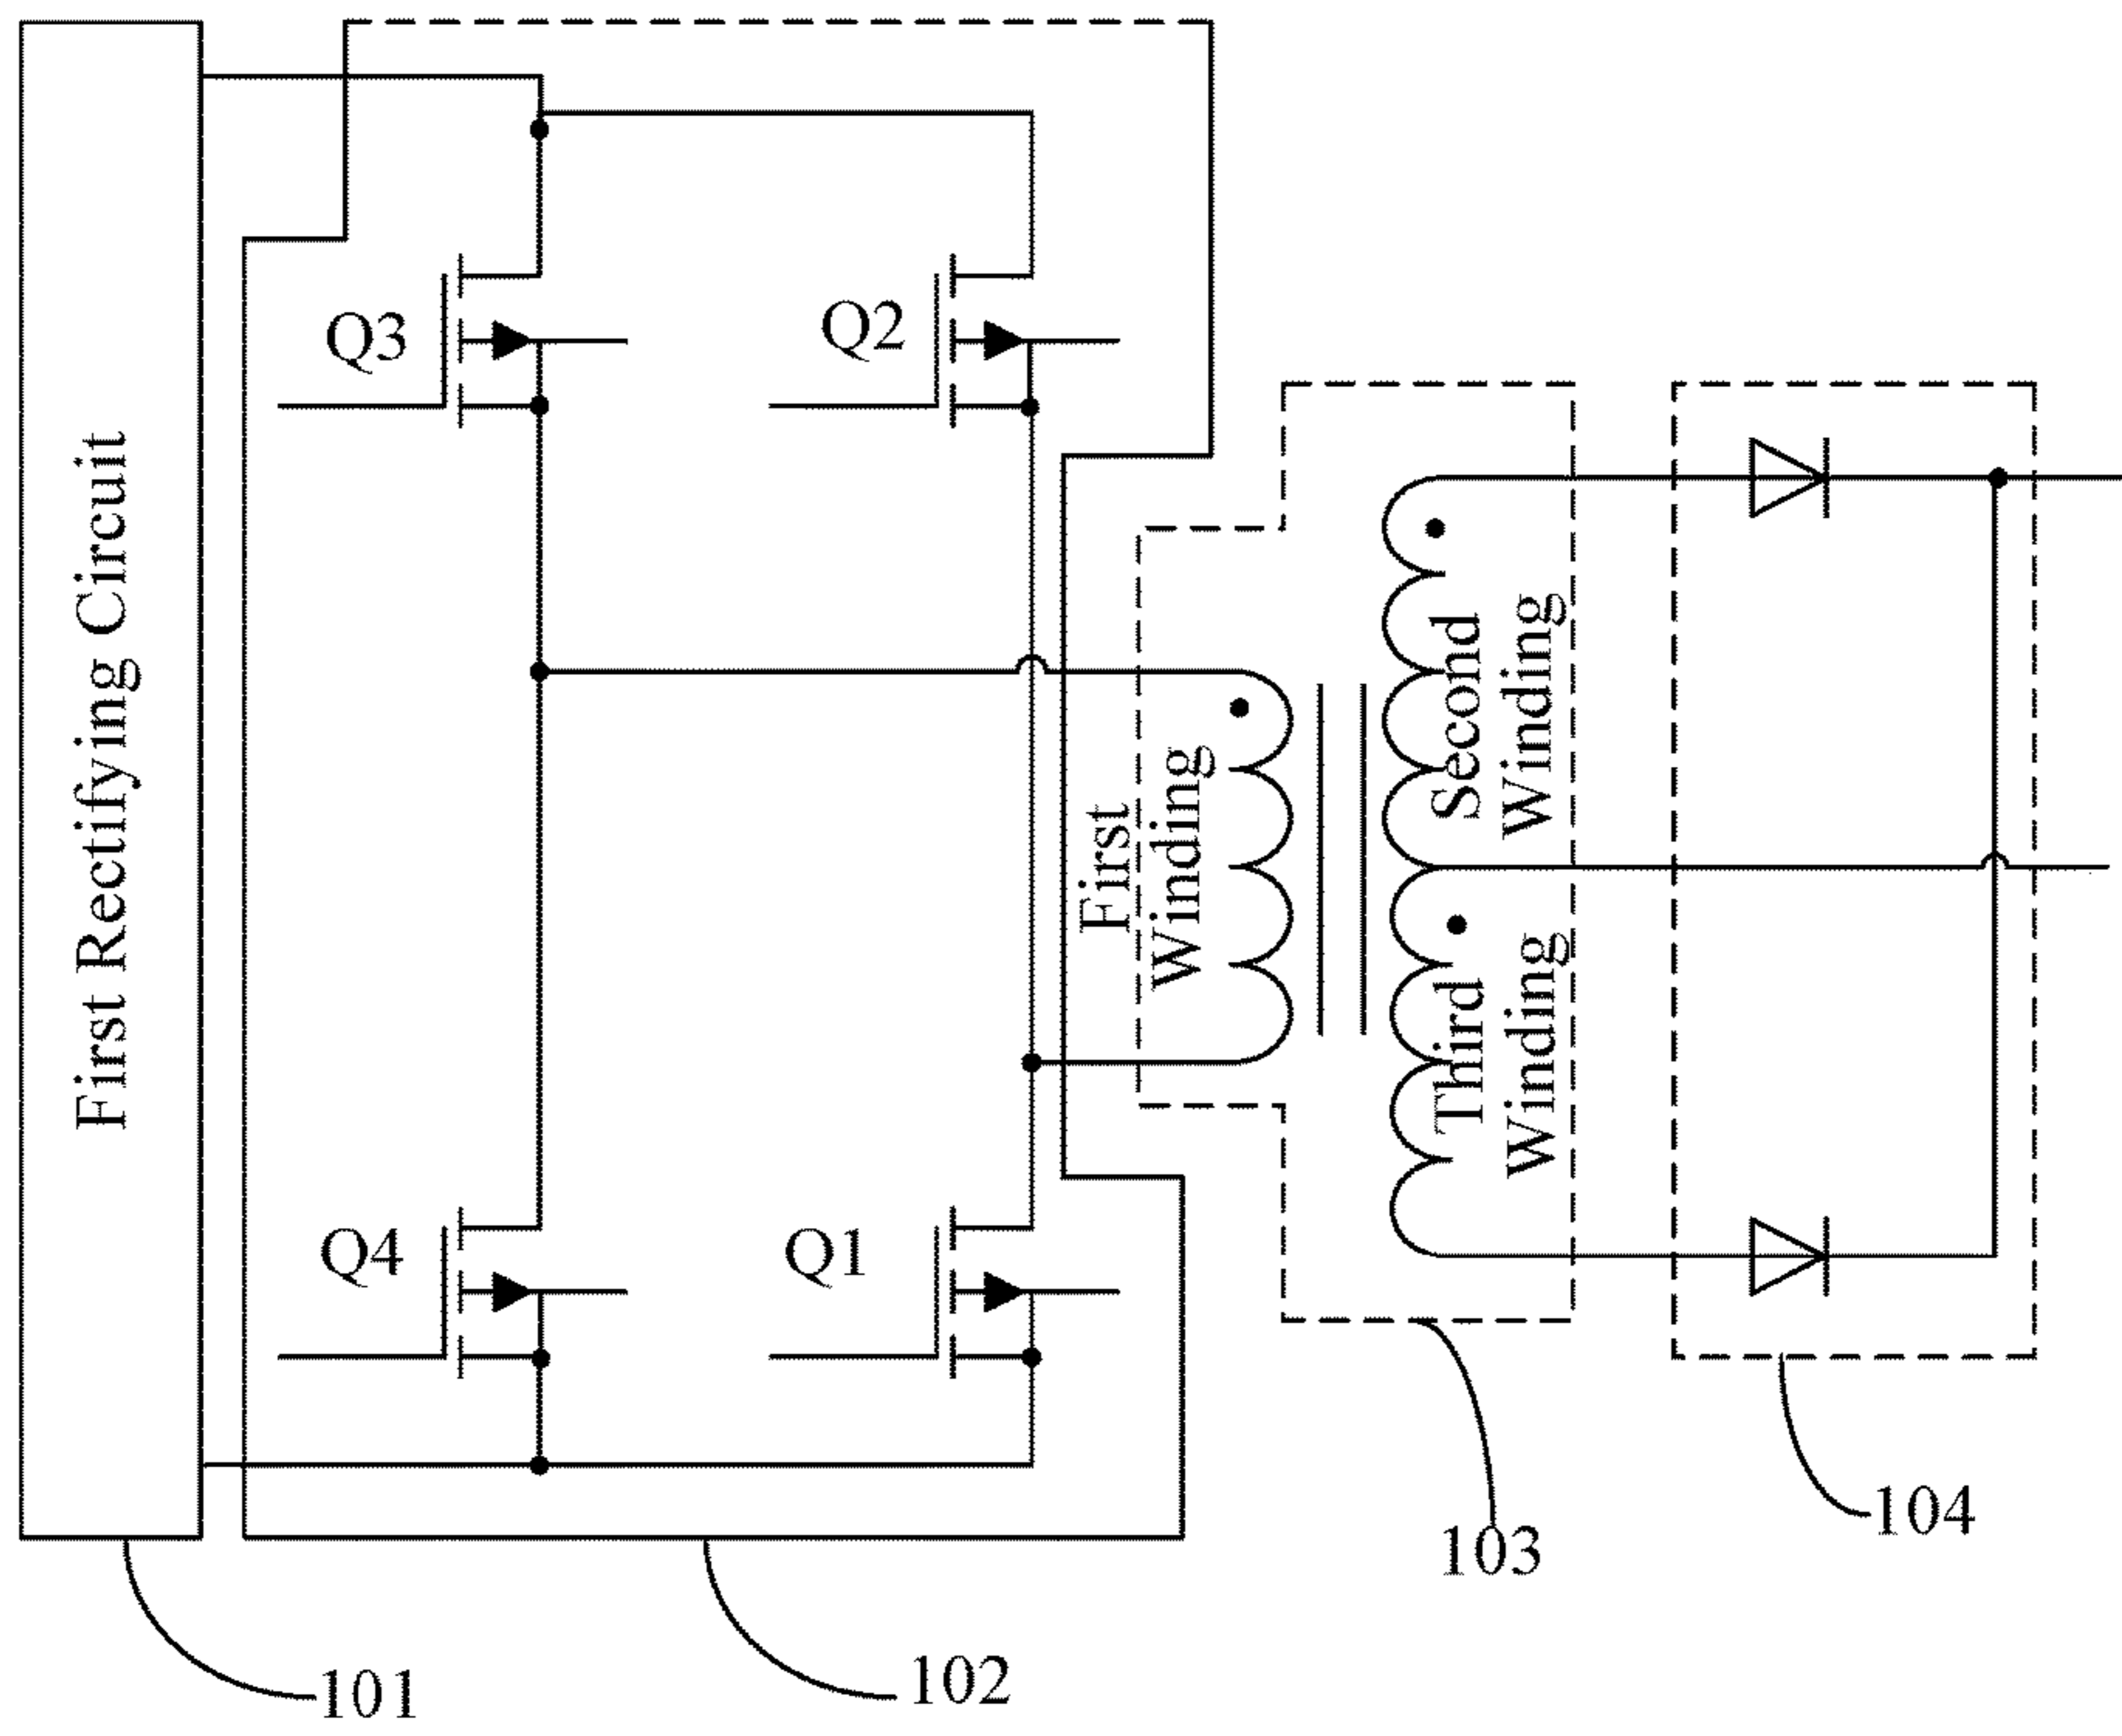 First Rectifying Circuit
Q3
Q2
Q4
Q1
First
Winding
Second
Winding
Third
Winding
101
102
103
104